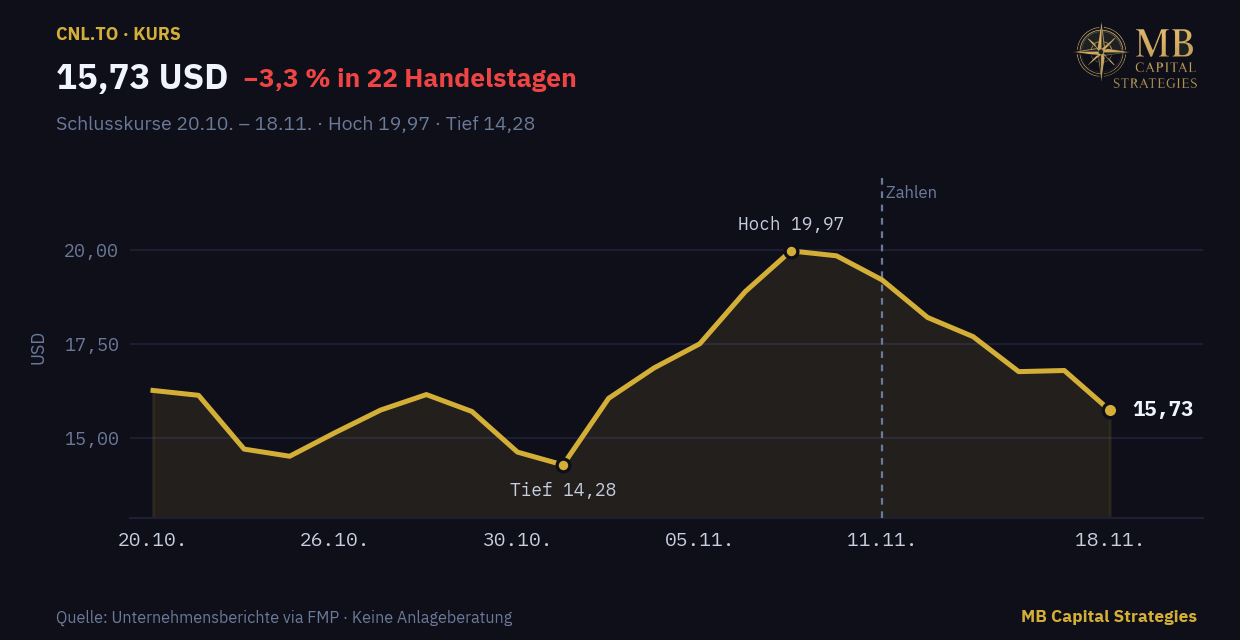 CNL.TO · KURS
15,73 USD −3,3 % in 22 Handelstagen
Schlusskurse 20.10. – 18.11. · Hoch 19,97 · Tief 14,28
MB
CAPITAL
STRATEGIES
Zahlen
Hoch 19,97
20,00
17,50
USD
15,00
15,73
Tief 14,28
20.10. 26.10. 30.10. 05.11. 11.11. 18.11.
Quelle: Unternehmensberichte via FMP · Keine Anlageberatung
MB Capital Strategies